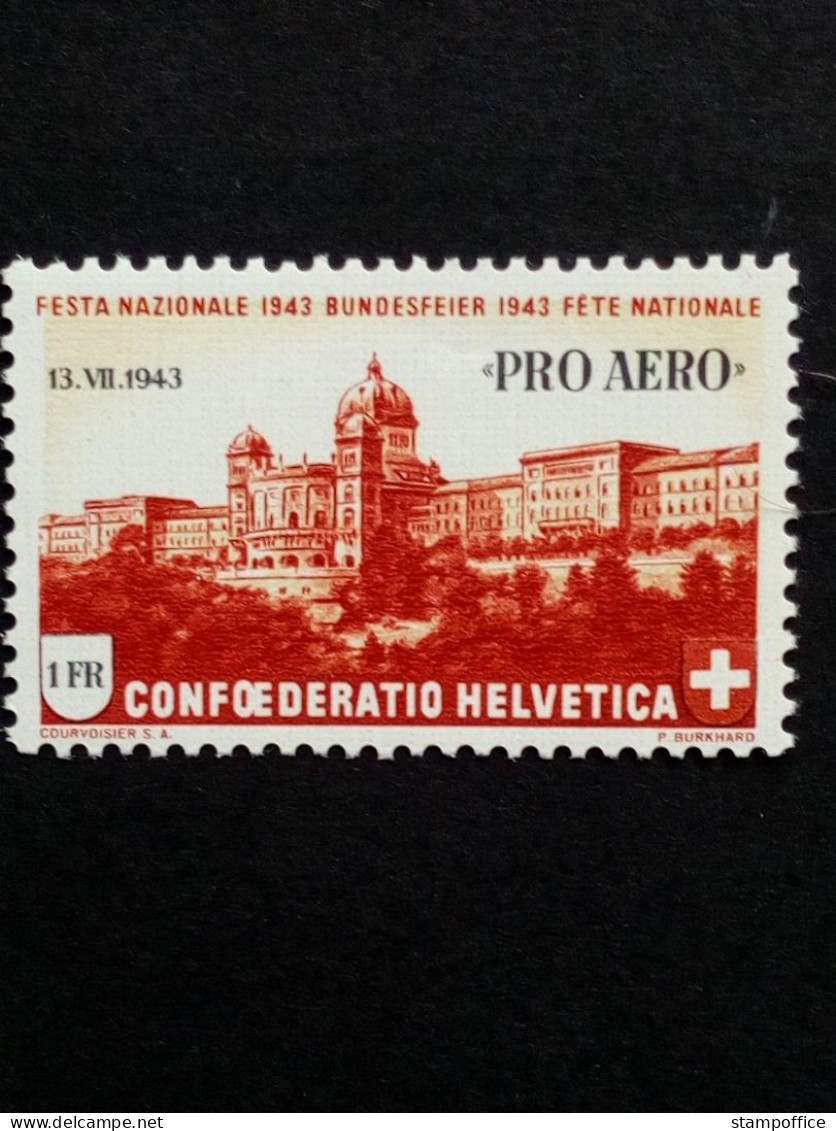 FESTA NAZIONALE 1943 BUNDESFEIER 1943 FÊTE NATIONALE
13.VII.1943 «PRO AERO»
1 FR CONFŒDERATIO HELVETICA
COURVOISIER S. A. P. BURKHARD
www.delcampe.net stampoffice